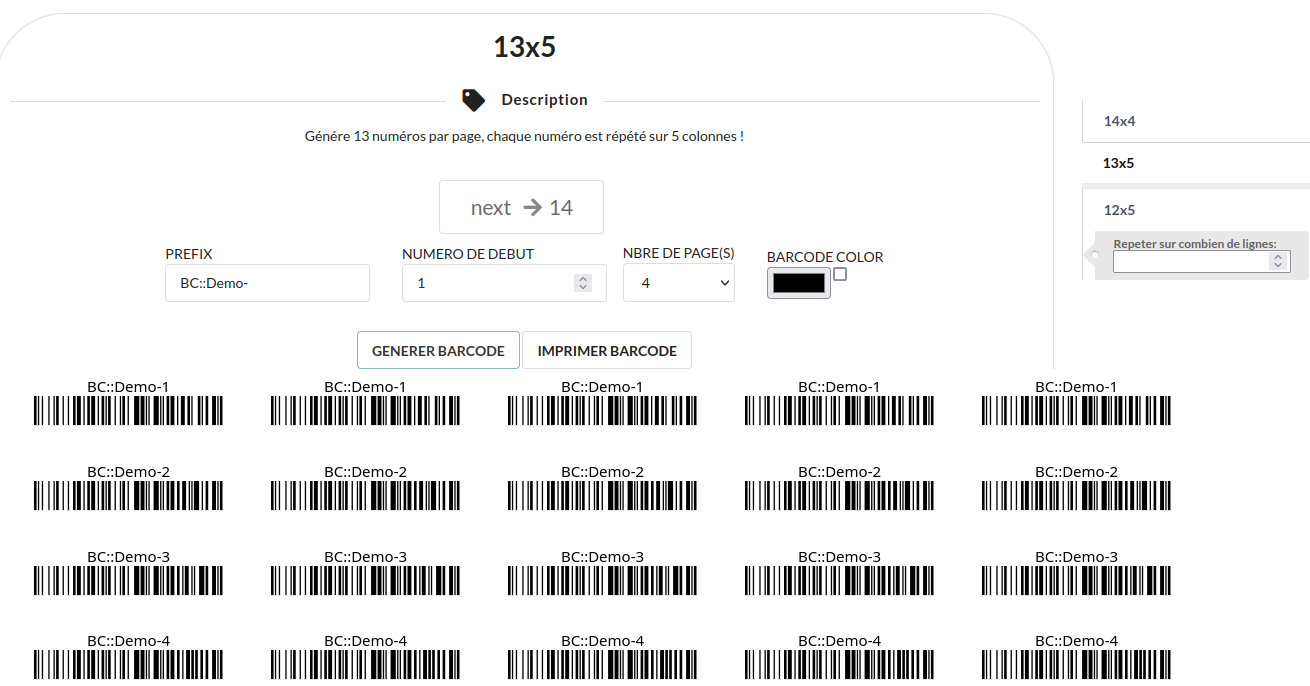 13x5
Description
Génére 13 numéros par page, chaque numéro est répété sur 5 colonnes !
next → 14
PREFIX NUMERO DE DEBUT NBRE DE PAGE(S) BARCODE COLOR
BC::Demo- 1 4
GENERER BARCODE IMPRIMER BARCODE
14x4
13x5
12x5
Repeter sur combien de lignes:
BC::Demo-1 BC::Demo-1 BC::Demo-1 BC::Demo-1 BC::Demo-1
BC::Demo-2 BC::Demo-2 BC::Demo-2 BC::Demo-2 BC::Demo-2
BC::Demo-3 BC::Demo-3 BC::Demo-3 BC::Demo-3 BC::Demo-3
BC::Demo-4 BC::Demo-4 BC::Demo-4 BC::Demo-4 BC::Demo-4